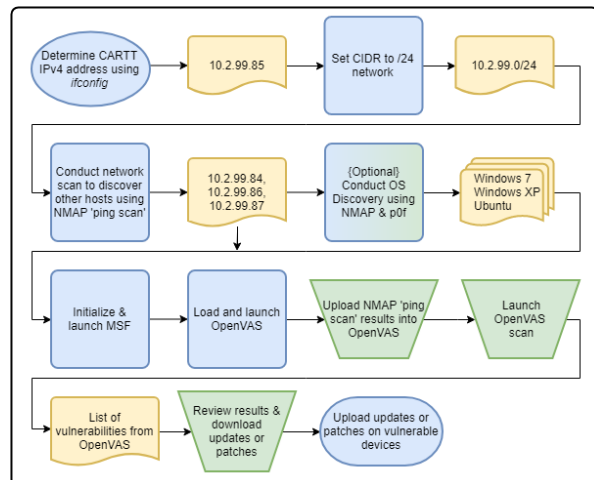 Determine CARTT
IPv4 address using
ifconfig
10.2.99.85
Set CIDR to /24
network
10.2.99.0/24
Conduct network
scan to discover
other hosts using
NMAP 'ping scan'
10.2.99.84,
10.2.99.86,
10.2.99.87
{Optional}
Conduct OS
Discovery using
NMAP & p0f
Windows 7
Windows XP
Ubuntu
Initialize &
launch MSF
Load and launch
OpenVAS
Upload NMAP 'ping
scan' results into
OpenVAS
Launch
OpenVAS
scan
List of
vulnerabilities from
OpenVAS
Review results &
download
updates or
patches
Upload updates or
patches on vulnerable
devices